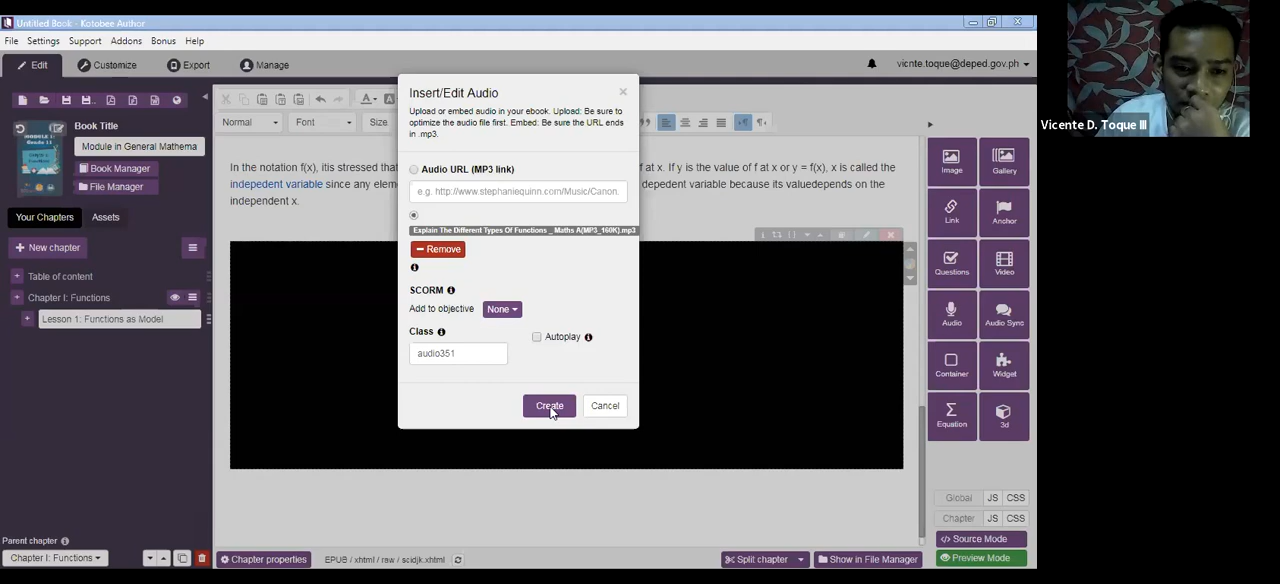 Untitled Book - Kotobee Author
File Settings Support Addons Bonus Help
Edit Customize Export Manage
vicnte.toque@deped.gov.ph
Book Title
Module in General Mathema
Book Manager
File Manager
Your Chapters Assets
New chapter
Table of content
Chapter I: Functions
Lesson 1: Functions as Model
Parent chapter
Chapter I: Functions
Normal Font Size
In the notation f(x), itis stressed that
of f at x. If y is the value of f at x or y = f(x), x is called the
indepedent variable since any elem
depedent variable because its valuedepends on the
independent x.
Insert/Edit Audio
Upload or embed audio in your ebook. Upload: Be sure to
optimize the audio file first. Embed: Be sure the URL ends
in .mp3.
Audio URL (MP3 link)
e.g. http://www.stephaniequinn.com/Music/Canon.
Explain The Different Types Of Functions _ Maths A(MP3_160K).mp3
Remove
SCORM
Add to objective None
Class
Autoplay
audio351
Create Cancel
Image Gallery
Link Anchor
Questions Video
Audio Audio Sync
Container Widget
Equation 3d
Global JS CSS
Chapter JS CSS
</> Source Mode
Preview Mode
Chapter properties EPUB / xhtml / raw / scidjk.xhtml Split chapter Show in File Manager
Vicente D. Toque III